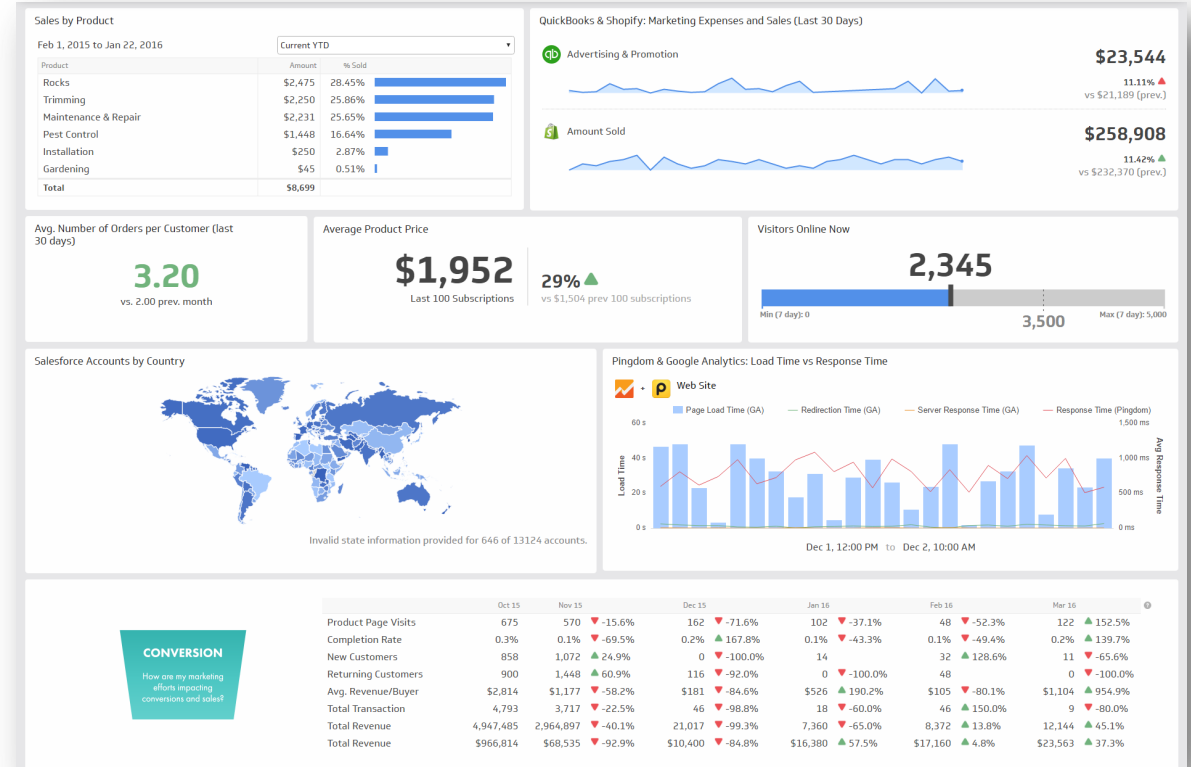 Sales by Product
Feb 1, 2015 to Jan 22, 2016
Current YTD
Product Amount % Sold
Rocks $2,475 28.45%
Trimming $2,250 25.86%
Maintenance & Repair $2,231 25.65%
Pest Control $1,448 16.64%
Installation $250 2.87%
Gardening $45 0.51%
Total $8,699
QuickBooks & Shopify: Marketing Expenses and Sales (Last 30 Days)
qb Advertising & Promotion
$23,544
11.11%
vs $21,189 (prev.)
Amount Sold
$258,908
11.42%
vs $232,370 (prev.)
Avg. Number of Orders per Customer (last
30 days)
3.20
vs. 2.00 prev. month
Average Product Price
$1,952
Last 100 Subscriptions
29%
vs $1,504 prev 100 subscriptions
Visitors Online Now
2,345
Min (7 day): 0
3,500
Max (7 day): 5,000
Salesforce Accounts by Country
Invalid state information provided for 646 of 13124 accounts.
Pingdom & Google Analytics: Load Time vs Response Time
+ p Web Site
Page Load Time (GA) Redirection Time (GA) Server Response Time (GA) Response Time (Pingdom)
60 s 1,500 ms
40 s 1,000 ms
20 s 500 ms
0 s 0 ms
Load Time
Avg Response Time
Dec 1, 12:00 PM to Dec 2, 10:00 AM
CONVERSION
How are my marketing
efforts impacting
conversions and sales?
Oct 15 Nov 15 Dec 15 Jan 16 Feb 16 Mar 16 ?
Product Page Visits 675 570 -15.6% 162 -71.6% 102 -37.1% 48 -52.3% 122 152.5%
Completion Rate 0.3% 0.1% -69.5% 0.2% 167.8% 0.1% -43.3% 0.1% -49.4% 0.2% 139.7%
New Customers 858 1,072 24.9% 0 -100.0% 14 32 128.6% 11 -65.6%
Returning Customers 900 1,448 60.9% 116 -92.0% 0 -100.0% 48 0 -100.0%
Avg. Revenue/Buyer $2,814 $1,177 -58.2% $181 -84.6% $526 190.2% $105 -80.1% $1,104 954.9%
Total Transaction 4,793 3,717 -22.5% 46 -98.8% 18 -60.0% 46 150.0% 9 -80.0%
Total Revenue 4,947,485 2,964,897 -40.1% 21,017 -99.3% 7,360 -65.0% 8,372 13.8% 12,144 45.1%
Total Revenue $966,814 $68,535 -92.9% $10,400 -84.8% $16,380 57.5% $17,160 4.8% $23,563 37.3%